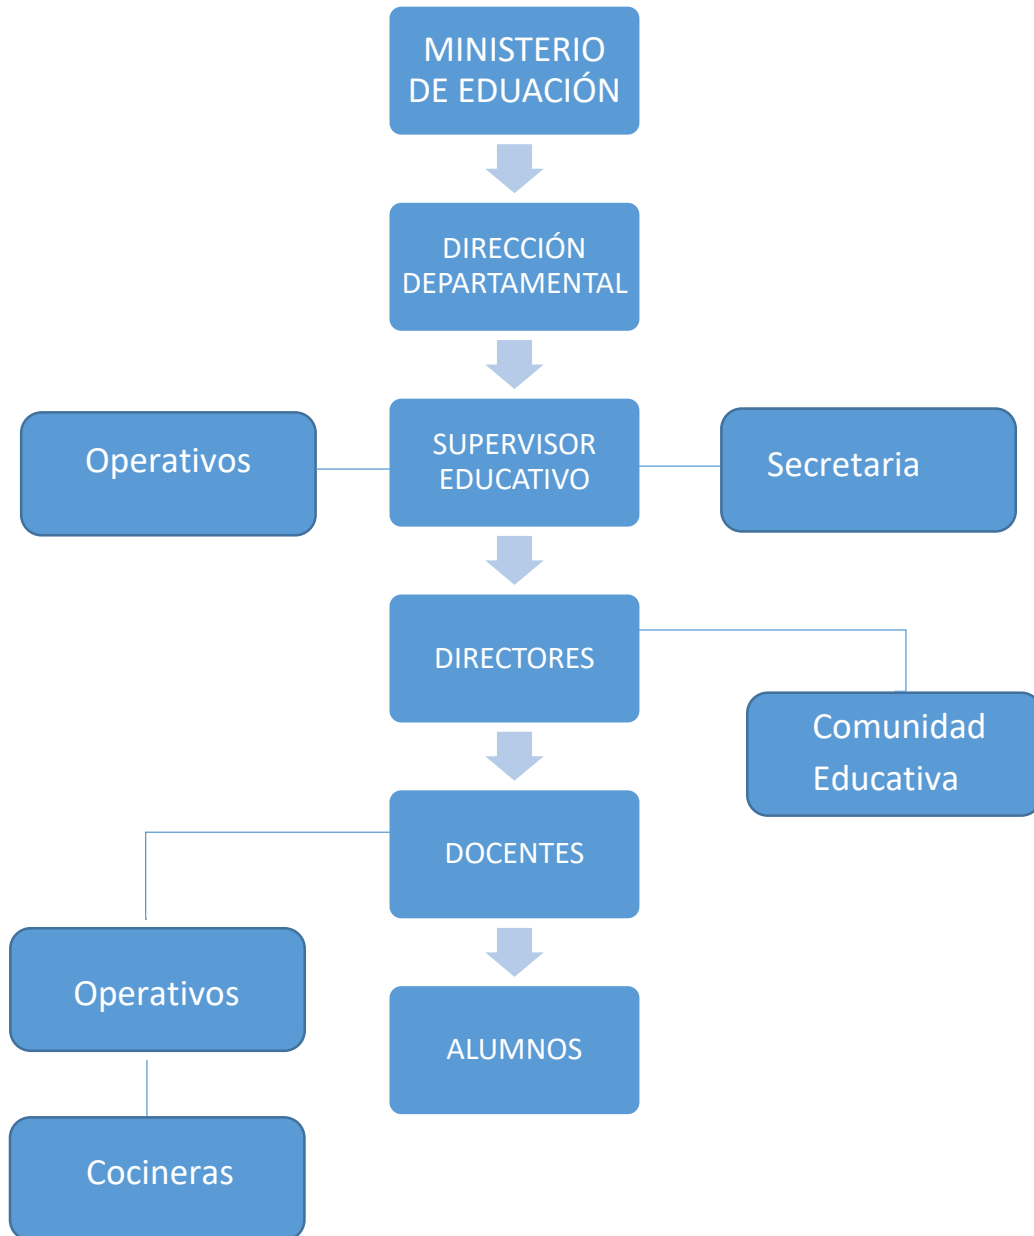 MINISTERIO
DE EDUACIÓN
DIRECCIÓN
DEPARTAMENTAL
Operativos
SUPERVISOR
EDUCATIVO
Secretaria
DIRECTORES
Comunidad
Educativa
DOCENTES
Operativos
ALUMNOS
Cocineras